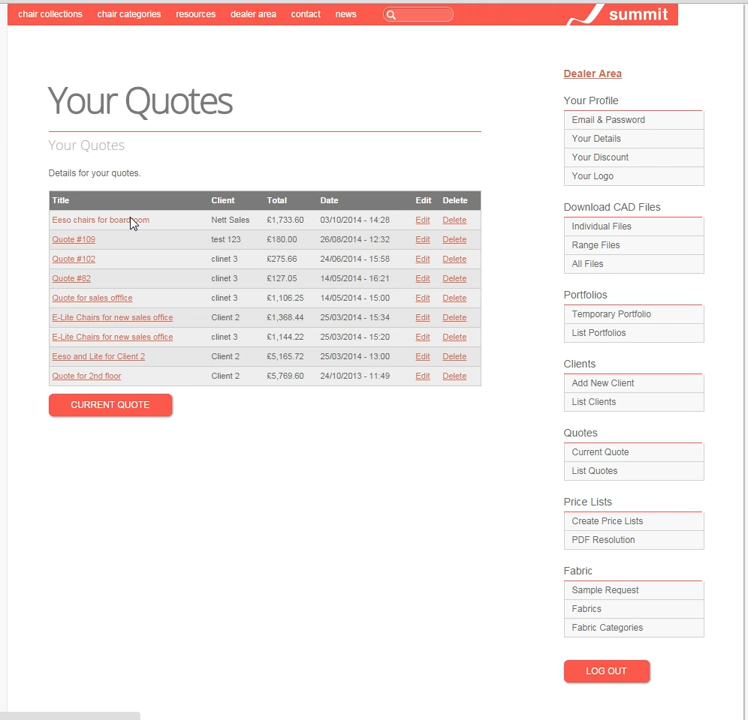 chair collections chair categories resources dealer area contact news summit
Your Quotes
Your Quotes
Details for your quotes.
Title Client Total Date Edit Delete
Eeso chairs for boardroom Nett Sales £1,733.60 03/10/2014 - 14:28 Edit Delete
Quote #109 test 123 £180.00 26/08/2014 - 12:32 Edit Delete
Quote #102 clinet 3 £275.66 24/06/2014 - 15:58 Edit Delete
Quote #82 clinet 3 £127.05 14/05/2014 - 16:21 Edit Delete
Quote for sales offfice clinet 3 £1,106.25 14/05/2014 - 15:00 Edit Delete
E-Lite Chairs for new sales office Client 2 £1,368.44 25/03/2014 - 15:34 Edit Delete
E-Lite Chairs for new sales office clinet 3 £1,144.22 25/03/2014 - 15:20 Edit Delete
Eeso and Lite for Client 2 Client 2 £5,165.72 25/03/2014 - 13:00 Edit Delete
Quote for 2nd floor Client 2 £5,769.60 24/10/2013 - 11:49 Edit Delete
CURRENT QUOTE
Dealer Area
Your Profile
Email & Password
Your Details
Your Discount
Your Logo
Download CAD Files
Individual Files
Range Files
All Files
Portfolios
Temporary Portfolio
List Portfolios
Clients
Add New Client
List Clients
Quotes
Current Quote
List Quotes
Price Lists
Create Price Lists
PDF Resolution
Fabric
Sample Request
Fabrics
Fabric Categories
LOG OUT